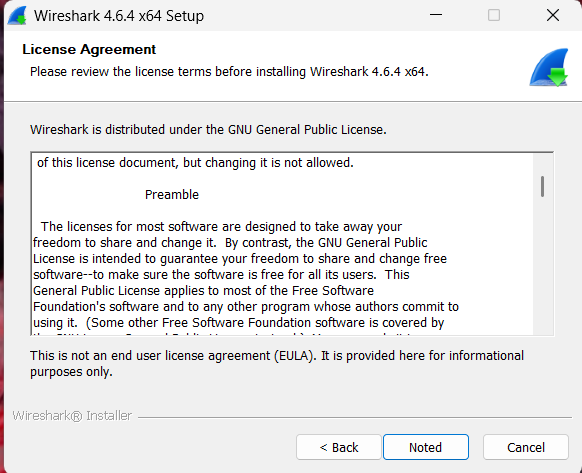 Wireshark 4.6.4 x64 Setup
License Agreement
Please review the license terms before installing Wireshark 4.6.4 x64.
Wireshark is distributed under the GNU General Public License.
of this license document, but changing it is not allowed.
Preamble
The licenses for most software are designed to take away your
freedom to share and change it.  By contrast, the GNU General Public
License is intended to guarantee your freedom to share and change free
software--to make sure the software is free for all its users.  This
General Public License applies to most of the Free Software
Foundation's software and to any other program whose authors commit to
using it.  (Some other Free Software Foundation software is covered by
This is not an end user license agreement (EULA). It is provided here for informational
purposes only.
Wireshark® Installer
< Back
Noted
Cancel